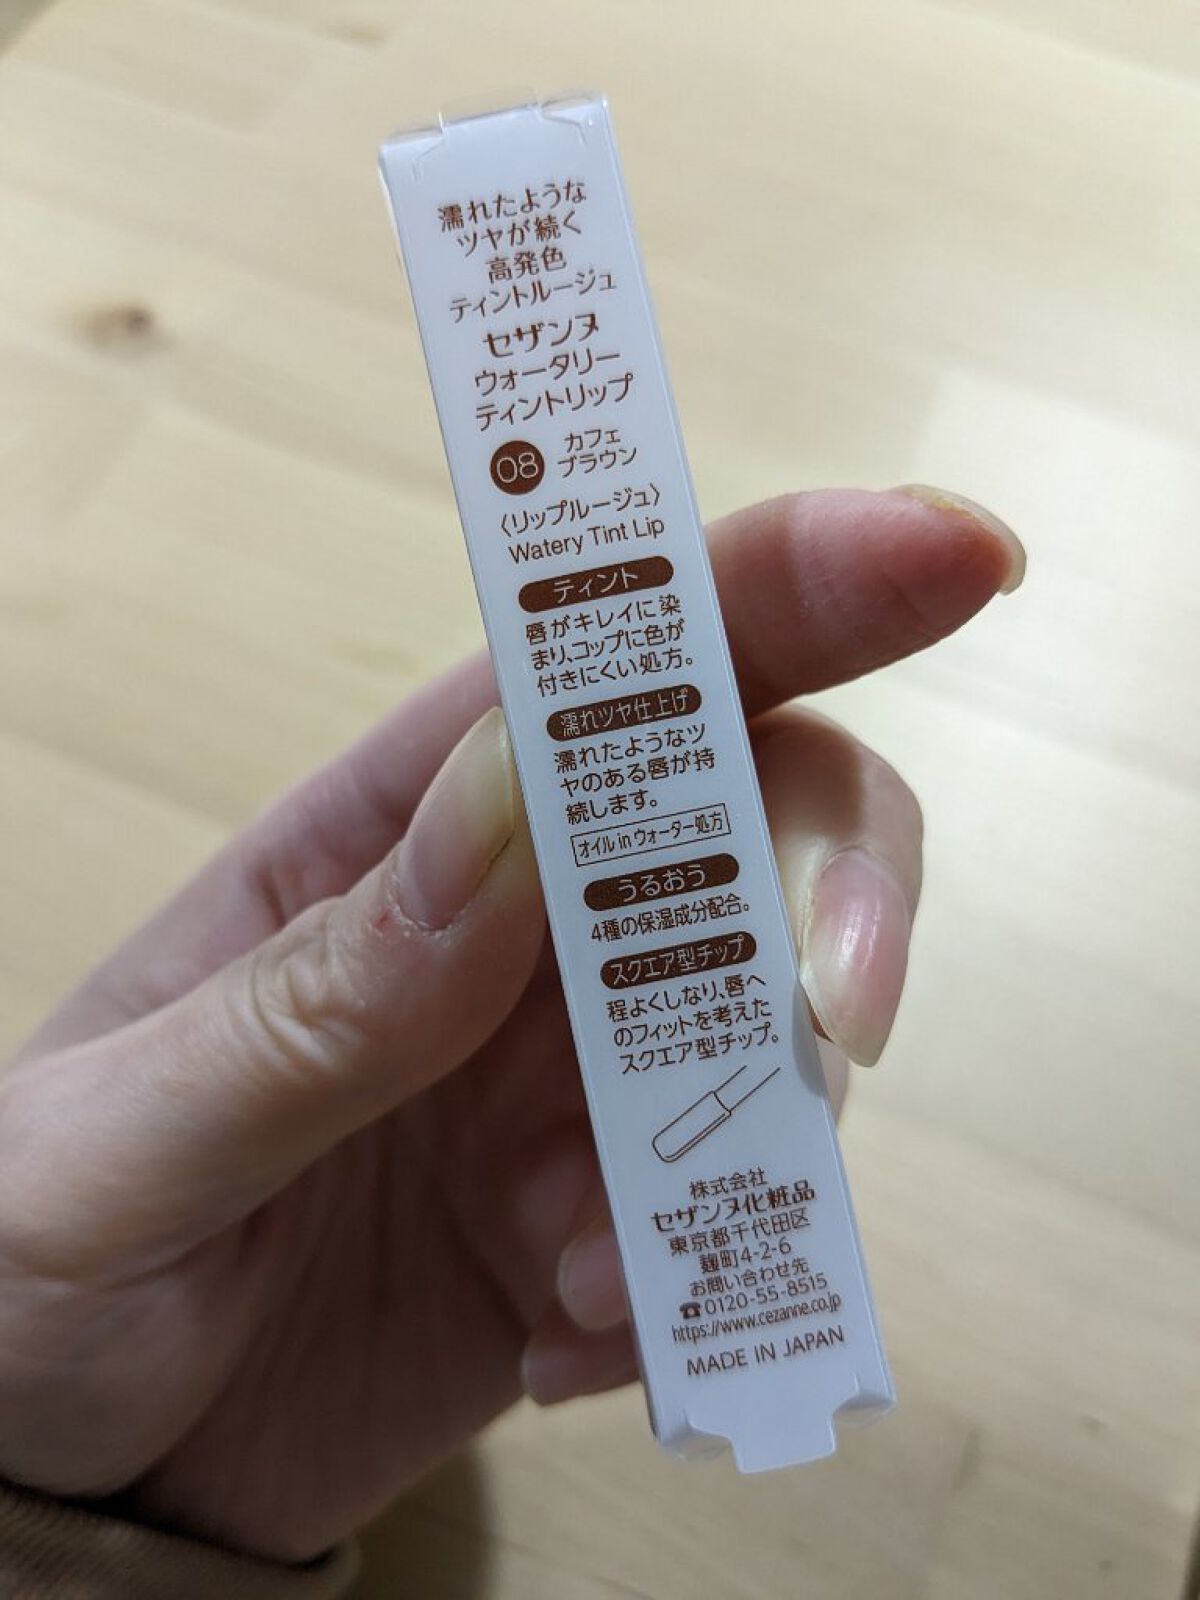 濡れたような
ツヤが続く
高発色
ティントルージュ
セザンヌ
ウォータリー
ティントリップ
08 カフェ
ブラウン
〈リップルージュ〉
Watery Tint Lip
ティント
唇がキレイに染
まり、コップに色が
付きにくい処方。
濡れツヤ仕上げ
濡れたようなツ
ヤのある唇が持
続します。
オイル in ウォーター処方
うるおう
4種の保湿成分配合。
スクエア型チップ
程よくしなり、唇へ
のフィットを考えた
スクエア型チップ。
株式会社
セザンヌ化粧品
東京都千代田区
麹町4-2-6
お問い合わせ先
☎0120-55-8515
https://www.cezanne.co.jp
MADE IN JAPAN